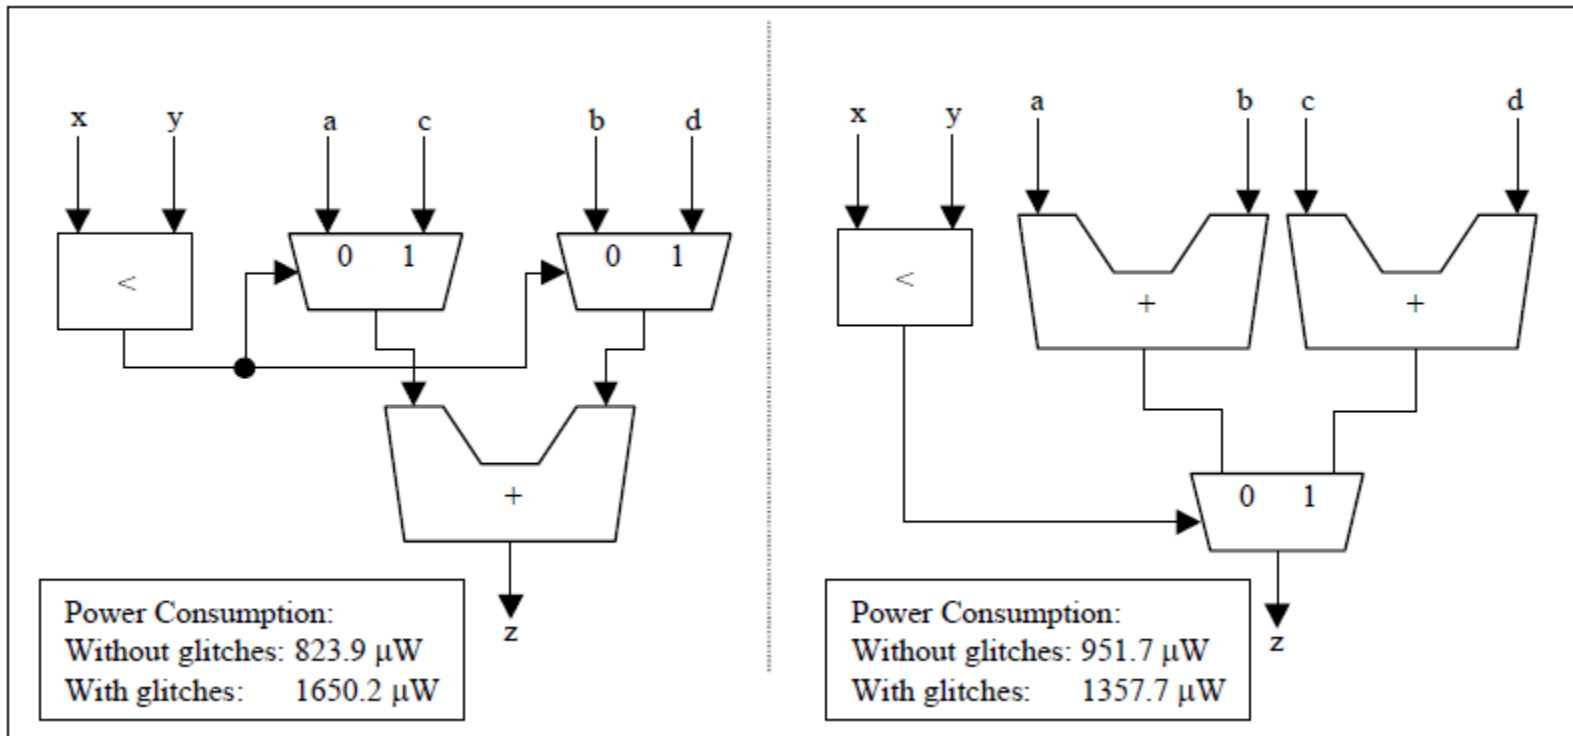 x y a c b d
< 0 1 0 1
+
z
Power Consumption:
Without glitches: 823.9 μW
With glitches: 1650.2 μW
x y a b c d
< + +
0 1
z
Power Consumption:
Without glitches: 951.7 μW
With glitches: 1357.7 μW